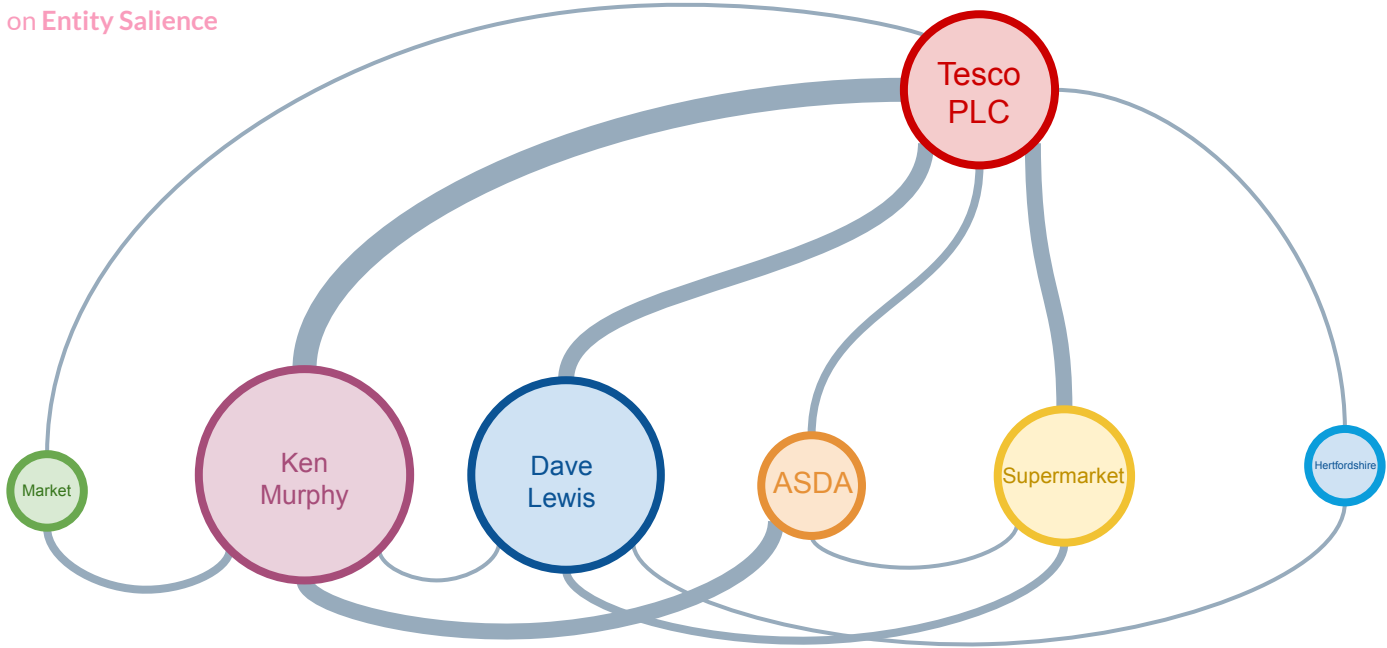 on Entity Salience
Tesco
PLC
Ken
Murphy
Dave
Lewis
Market
ASDA
Supermarket
Hertfordshire